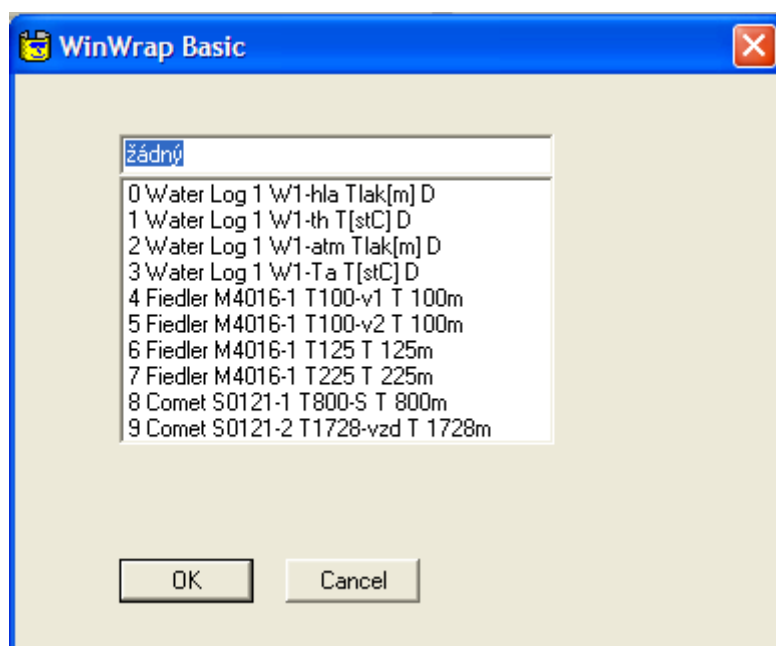 WinWrap Basic
žádný
0 Water Log 1 W1-hla Tlak[m] D
1 Water Log 1 W1-th T[stC] D
2 Water Log 1 W1-atm Tlak[m] D
3 Water Log 1 W1-Ta T[stC] D
4 Fiedler M4016-1 T100-v1 T 100m
5 Fiedler M4016-1 T100-v2 T 100m
6 Fiedler M4016-1 T125 T 125m
7 Fiedler M4016-1 T225 T 225m
8 Comet S0121-1 T800-S T 800m
9 Comet S0121-2 T1728-vzd T 1728m
OK Cancel